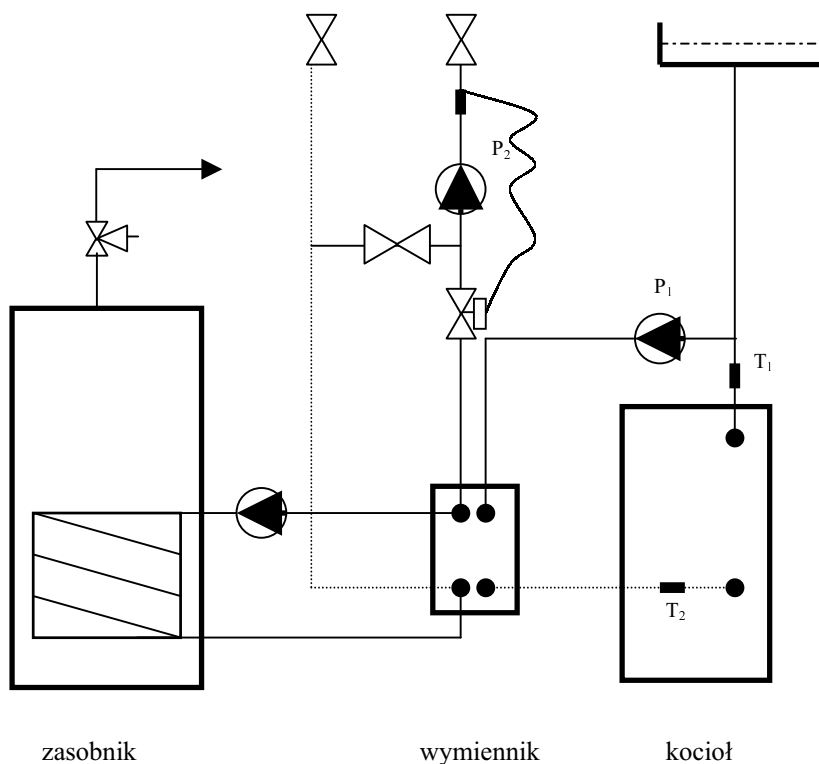 P₂
P₁
T₁
T₂
zasobnik wymiennik kocioł